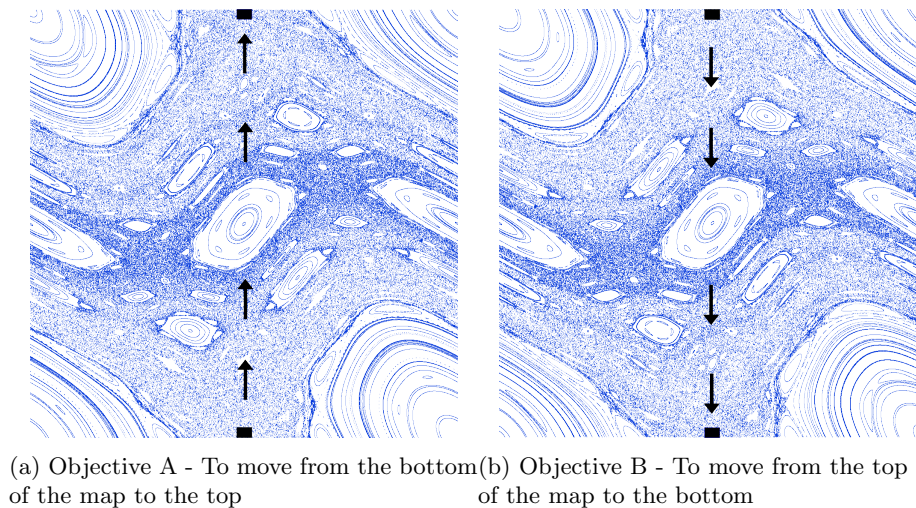 (a) Objective A - To move from the bottom
of the map to the top
(b) Objective B - To move from the top
of the map to the bottom